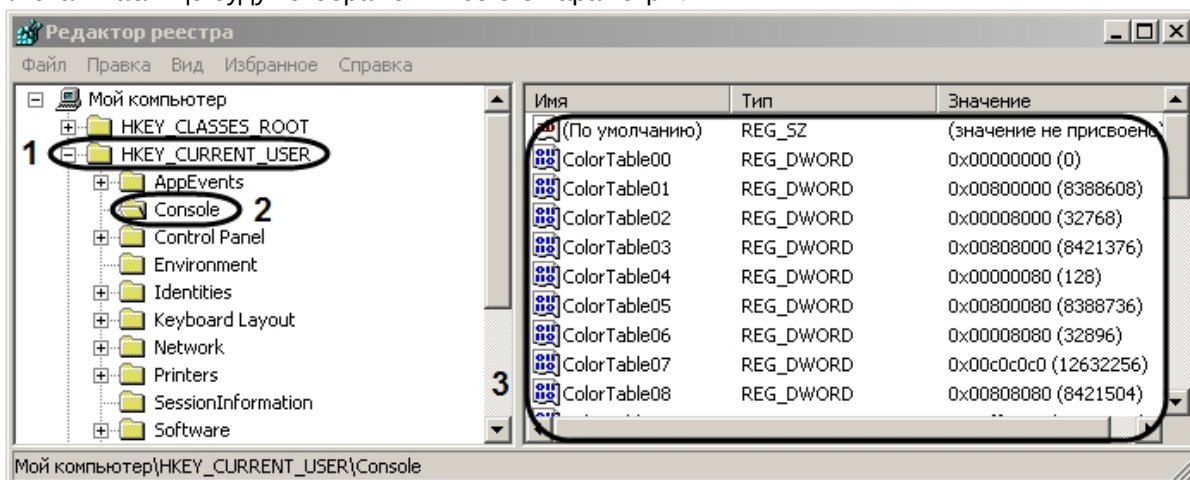 Редактор реестра
Файл Правка Вид Избранное Справка
Мой компьютер
HKEY_CLASSES_ROOT
1 HKEY_CURRENT_USER
AppEvents
Console 2
Control Panel
Environment
Identities
Keyboard Layout
Network
Printers
SessionInformation
Software
3
Имя Тип Значение
(По умолчанию) REG_SZ (значение не присвоено)
ColorTable00 REG_DWORD 0x00000000 (0)
ColorTable01 REG_DWORD 0x00800000 (8388608)
ColorTable02 REG_DWORD 0x00008000 (32768)
ColorTable03 REG_DWORD 0x00808000 (8421376)
ColorTable04 REG_DWORD 0x00000080 (128)
ColorTable05 REG_DWORD 0x00800080 (8388736)
ColorTable06 REG_DWORD 0x00008080 (32896)
ColorTable07 REG_DWORD 0x00c0c0c0 (12632256)
ColorTable08 REG_DWORD 0x00808080 (8421504)
Мой компьютер\HKEY_CURRENT_USER\Console